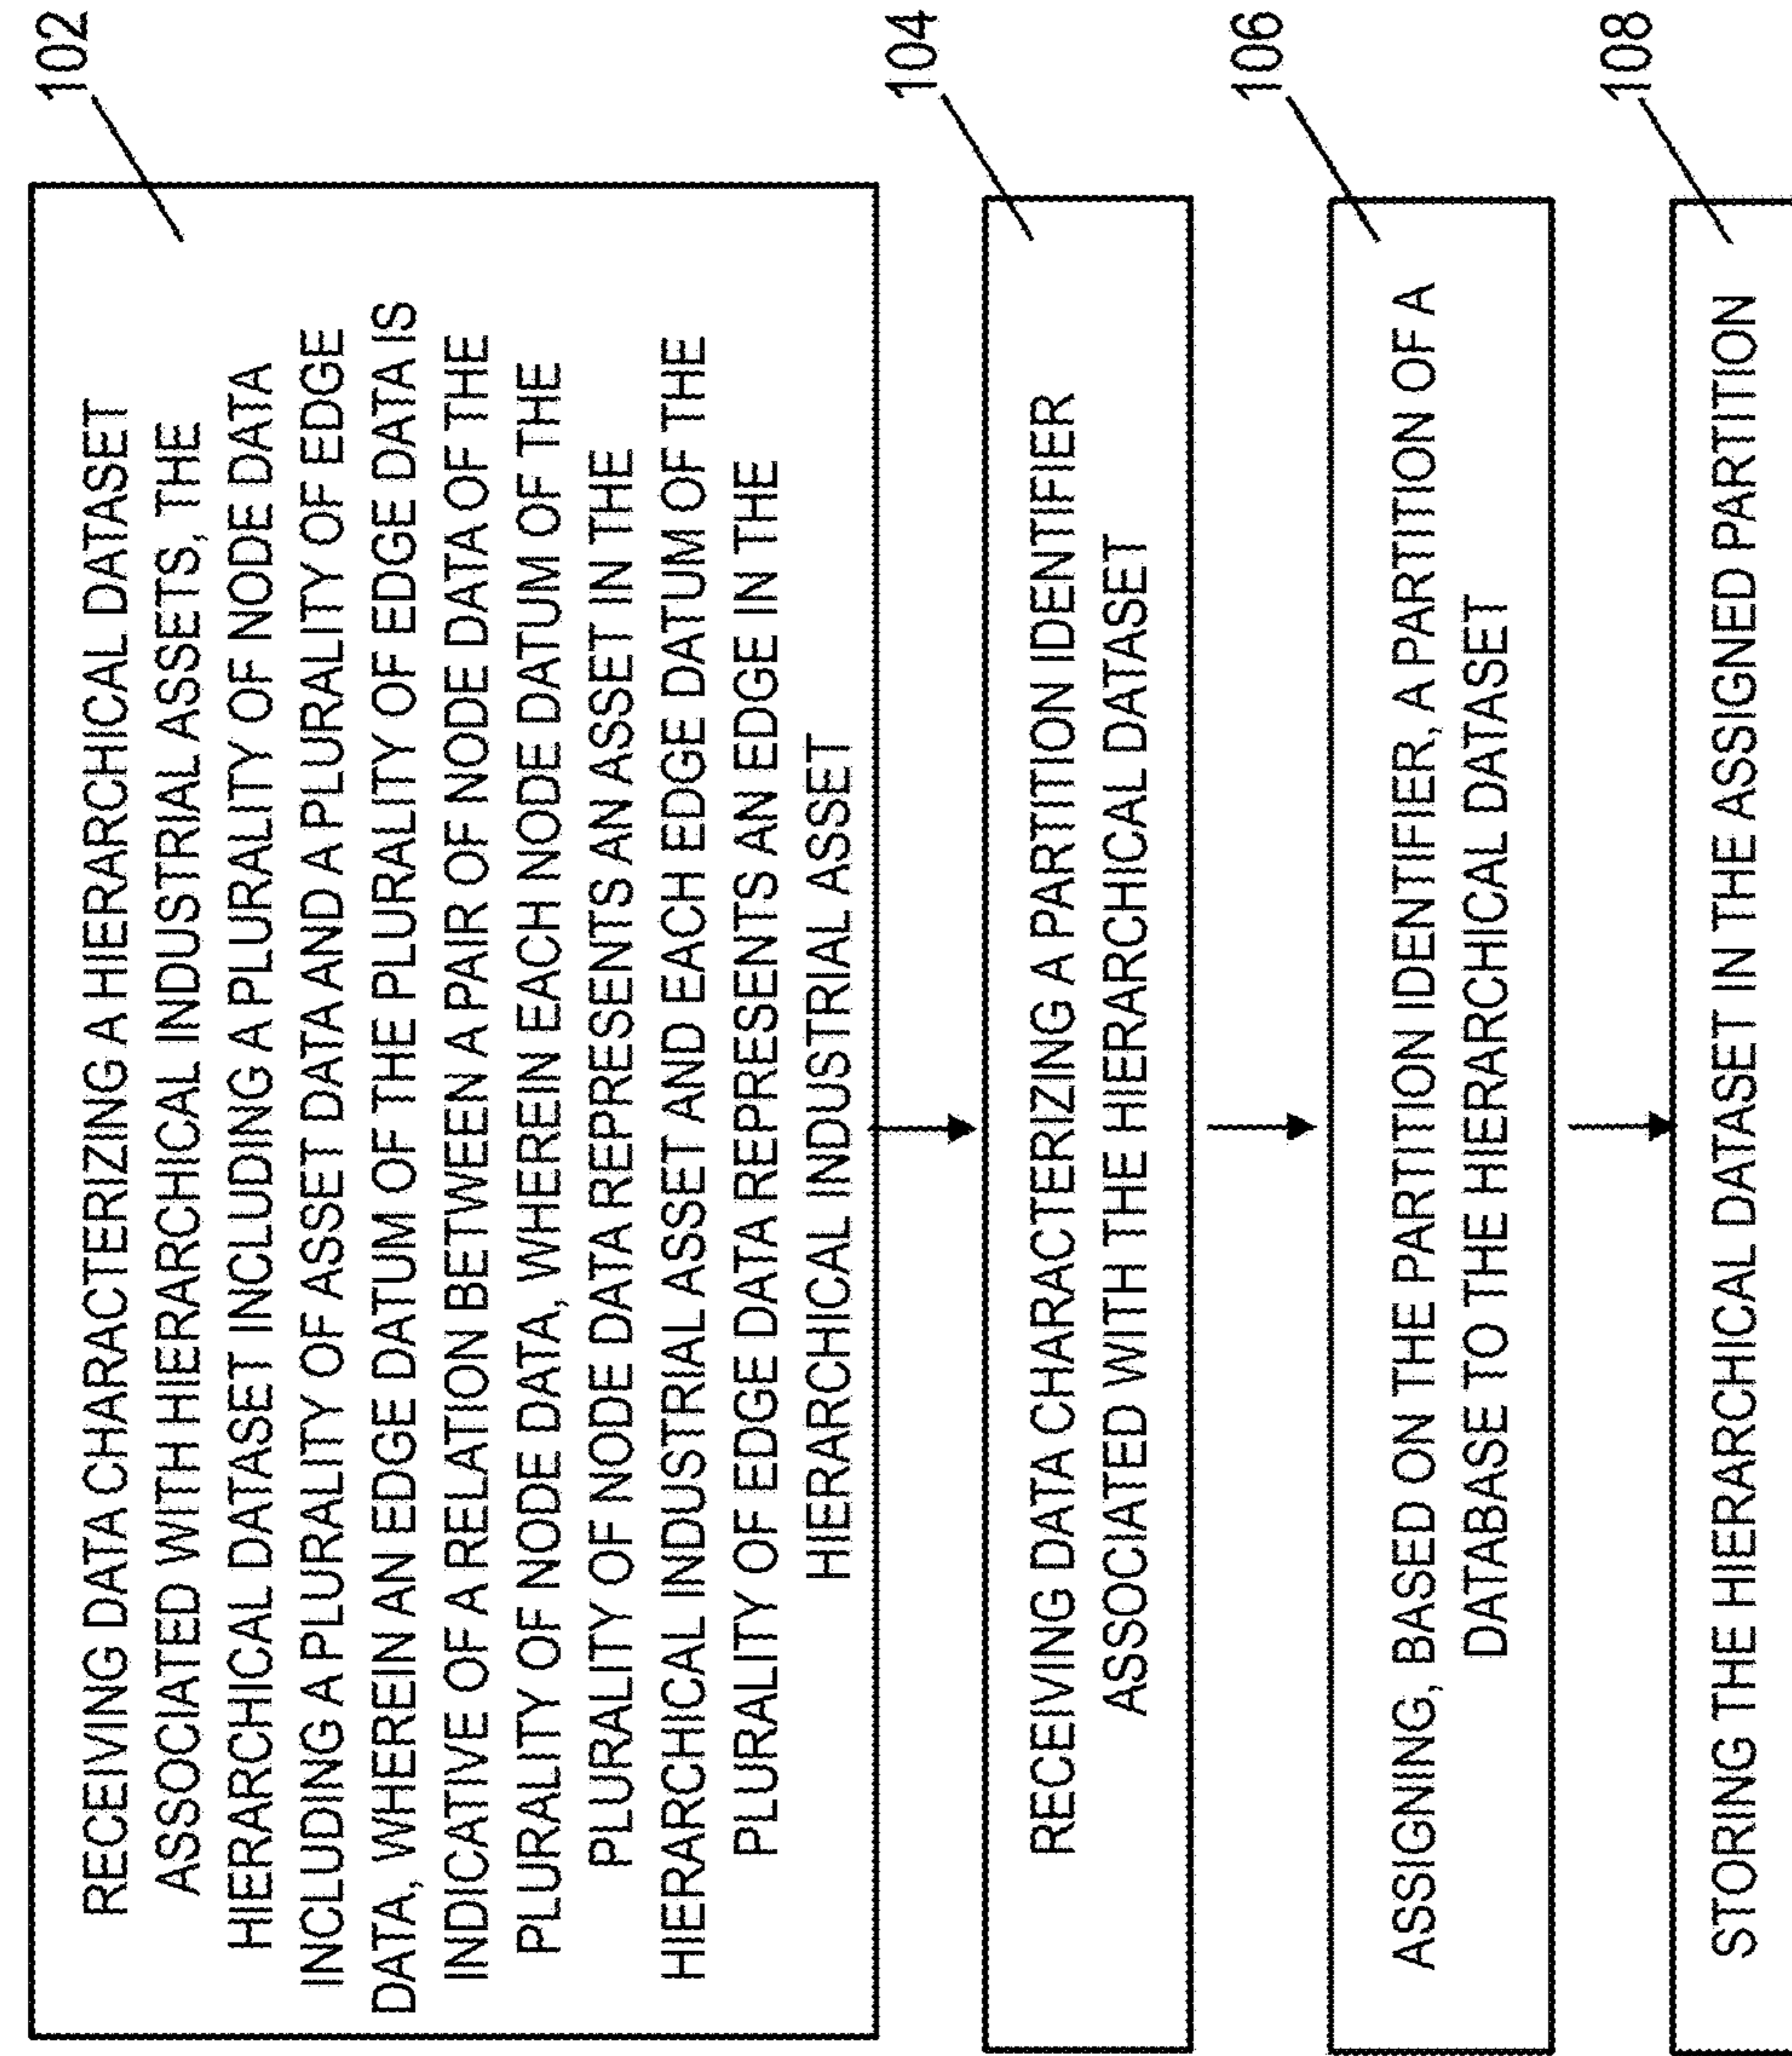 102
RECEIVING DATA CHARACTERIZING A HIERARCHICAL DATASET
ASSOCIATED WITH HIERARCHICAL INDUSTRIAL ASSETS, THE
HIERARCHICAL DATASET INCLUDING A PLURALITY OF NODE DATA
INCLUDING A PLURALITY OF ASSET DATA AND A PLURALITY OF EDGE
DATA, WHEREIN AN EDGE DATUM OF THE PLURALITY OF EDGE DATA IS
INDICATIVE OF A RELATION BETWEEN A PAIR OF NODE DATA OF THE
PLURALITY OF NODE DATA, WHEREIN EACH NODE DATUM OF THE
PLURALITY OF NODE DATA REPRESENTS AN ASSET IN THE
HIERARCHICAL INDUSTRIAL ASSET AND EACH EDGE DATUM OF THE
PLURALITY OF EDGE DATA REPRESENTS AN EDGE IN THE
HIERARCHICAL INDUSTRIAL ASSET
104
RECEIVING DATA CHARACTERIZING A PARTITION IDENTIFIER
ASSOCIATED WITH THE HIERARCHICAL DATASET
106
ASSIGNING, BASED ON THE PARTITION IDENTIFIER, A PARTITION OF A
DATABASE TO THE HIERARCHICAL DATASET
108
STORING THE HIERARCHICAL DATASET IN THE ASSIGNED PARTITION